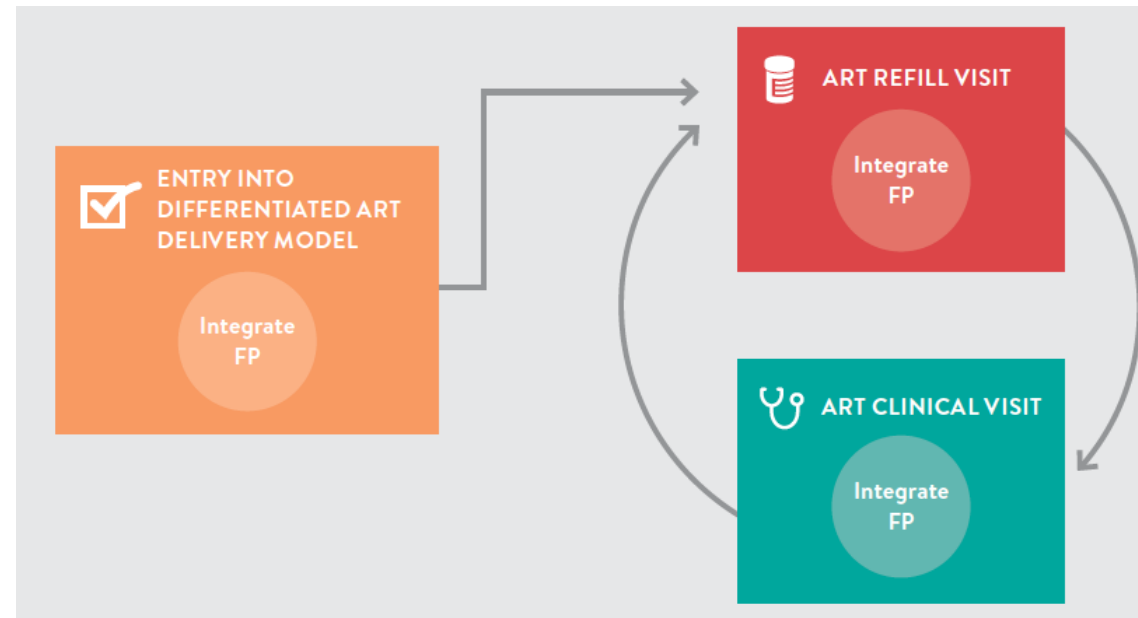 ENTRY INTO
DIFFERENTIATED ART
DELIVERY MODEL
Integrate
FP
ART REFILL VISIT
Integrate
FP
ART CLINICAL VISIT
Integrate
FP